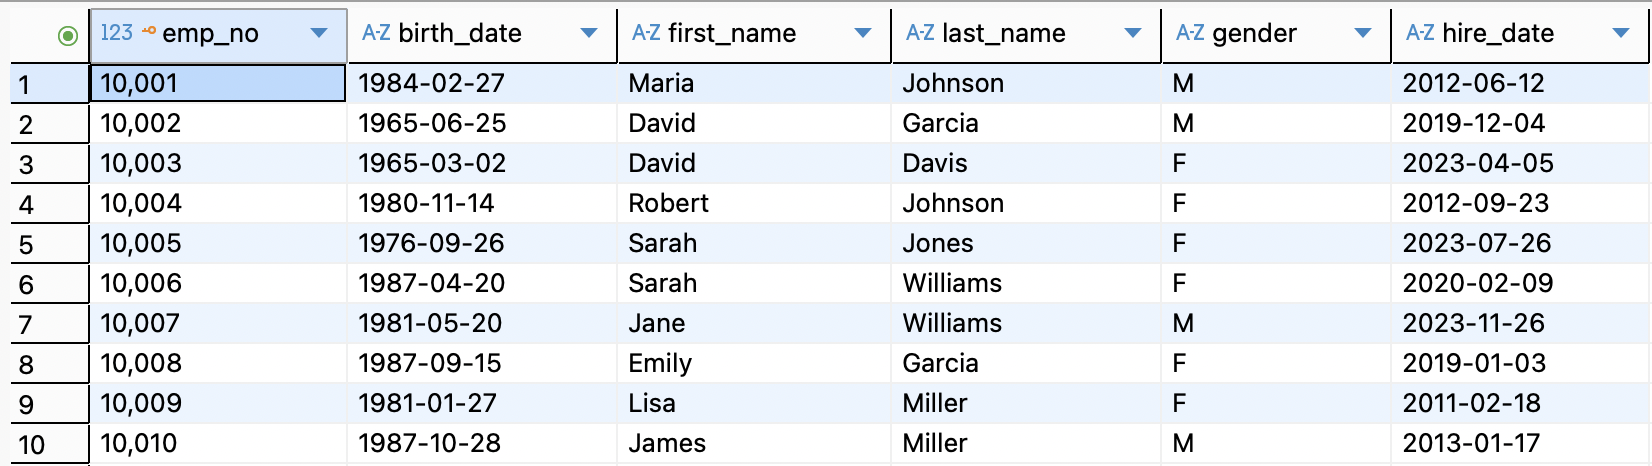 123 emp_no A-Z birth_date A-Z first_name A-Z last_name A-Z gender A-Z hire_date
1 10,001 1984-02-27 Maria Johnson M 2012-06-12
2 10,002 1965-06-25 David Garcia M 2019-12-04
3 10,003 1965-03-02 David Davis F 2023-04-05
4 10,004 1980-11-14 Robert Johnson F 2012-09-23
5 10,005 1976-09-26 Sarah Jones F 2023-07-26
6 10,006 1987-04-20 Sarah Williams F 2020-02-09
7 10,007 1981-05-20 Jane Williams M 2023-11-26
8 10,008 1987-09-15 Emily Garcia F 2019-01-03
9 10,009 1981-01-27 Lisa Miller F 2011-02-18
10 10,010 1987-10-28 James Miller M 2013-01-17